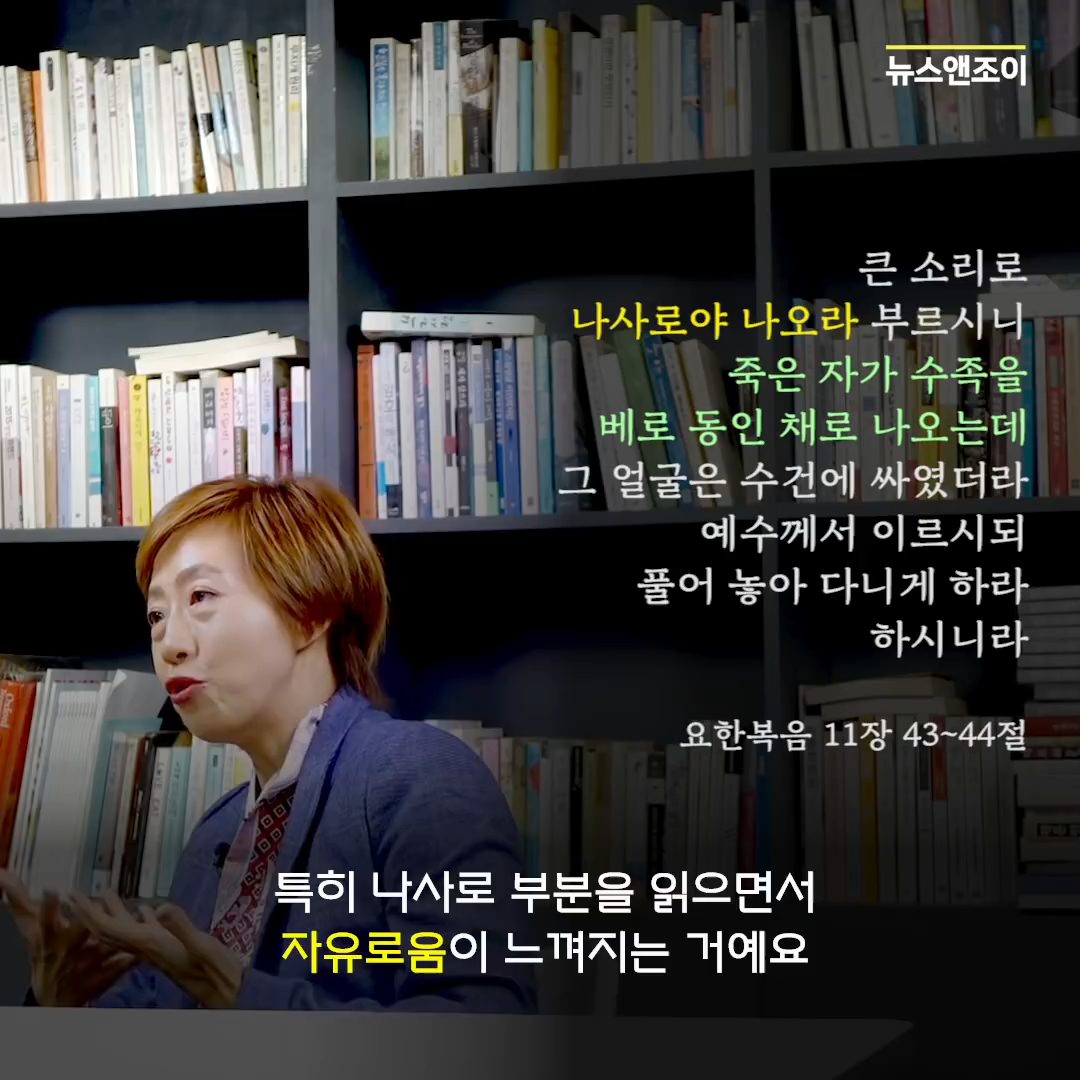 뉴스앤조이
큰 소리로
나사로야 나오라 부르시니
죽은 자가 수족을
베로 동인 채로 나오는데
그 얼굴은 수건에 싸였더라
예수께서 이르시되
풀어 놓아 다니게 하라
하시니라
요한복음 11장 43~44절
특히 나사로 부분을 읽으면서
자유로움이 느껴지는 거예요